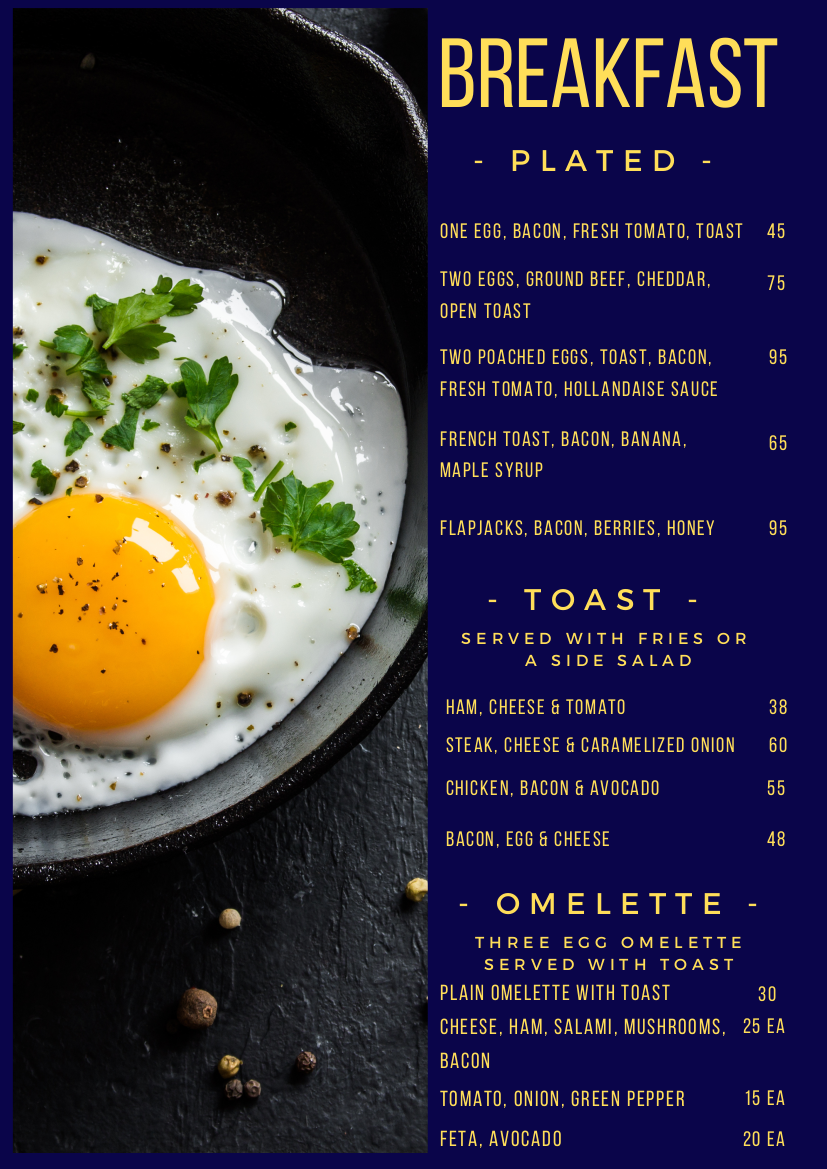 BREAKFAST
- PLATED -
ONE EGG, BACON, FRESH TOMATO, TOAST 45
TWO EGGS, GROUND BEEF, CHEDDAR, 75
OPEN TOAST
TWO POACHED EGGS, TOAST, BACON, 95
FRESH TOMATO, HOLLANDAISE SAUCE
FRENCH TOAST, BACON, BANANA, 65
MAPLE SYRUP
FLAPJACKS, BACON, BERRIES, HONEY 95
- TOAST -
SERVED WITH FRIES OR
A SIDE SALAD
HAM, CHEESE & TOMATO 38
STEAK, CHEESE & CARAMELIZED ONION 60
CHICKEN, BACON & AVOCADO 55
BACON, EGG & CHEESE 48
- OMELETTE -
THREE EGG OMELETTE
SERVED WITH TOAST
PLAIN OMELETTE WITH TOAST 30
CHEESE, HAM, SALAMI, MUSHROOMS, 25 EA
BACON
TOMATO, ONION, GREEN PEPPER 15 EA
FETA, AVOCADO 20 EA